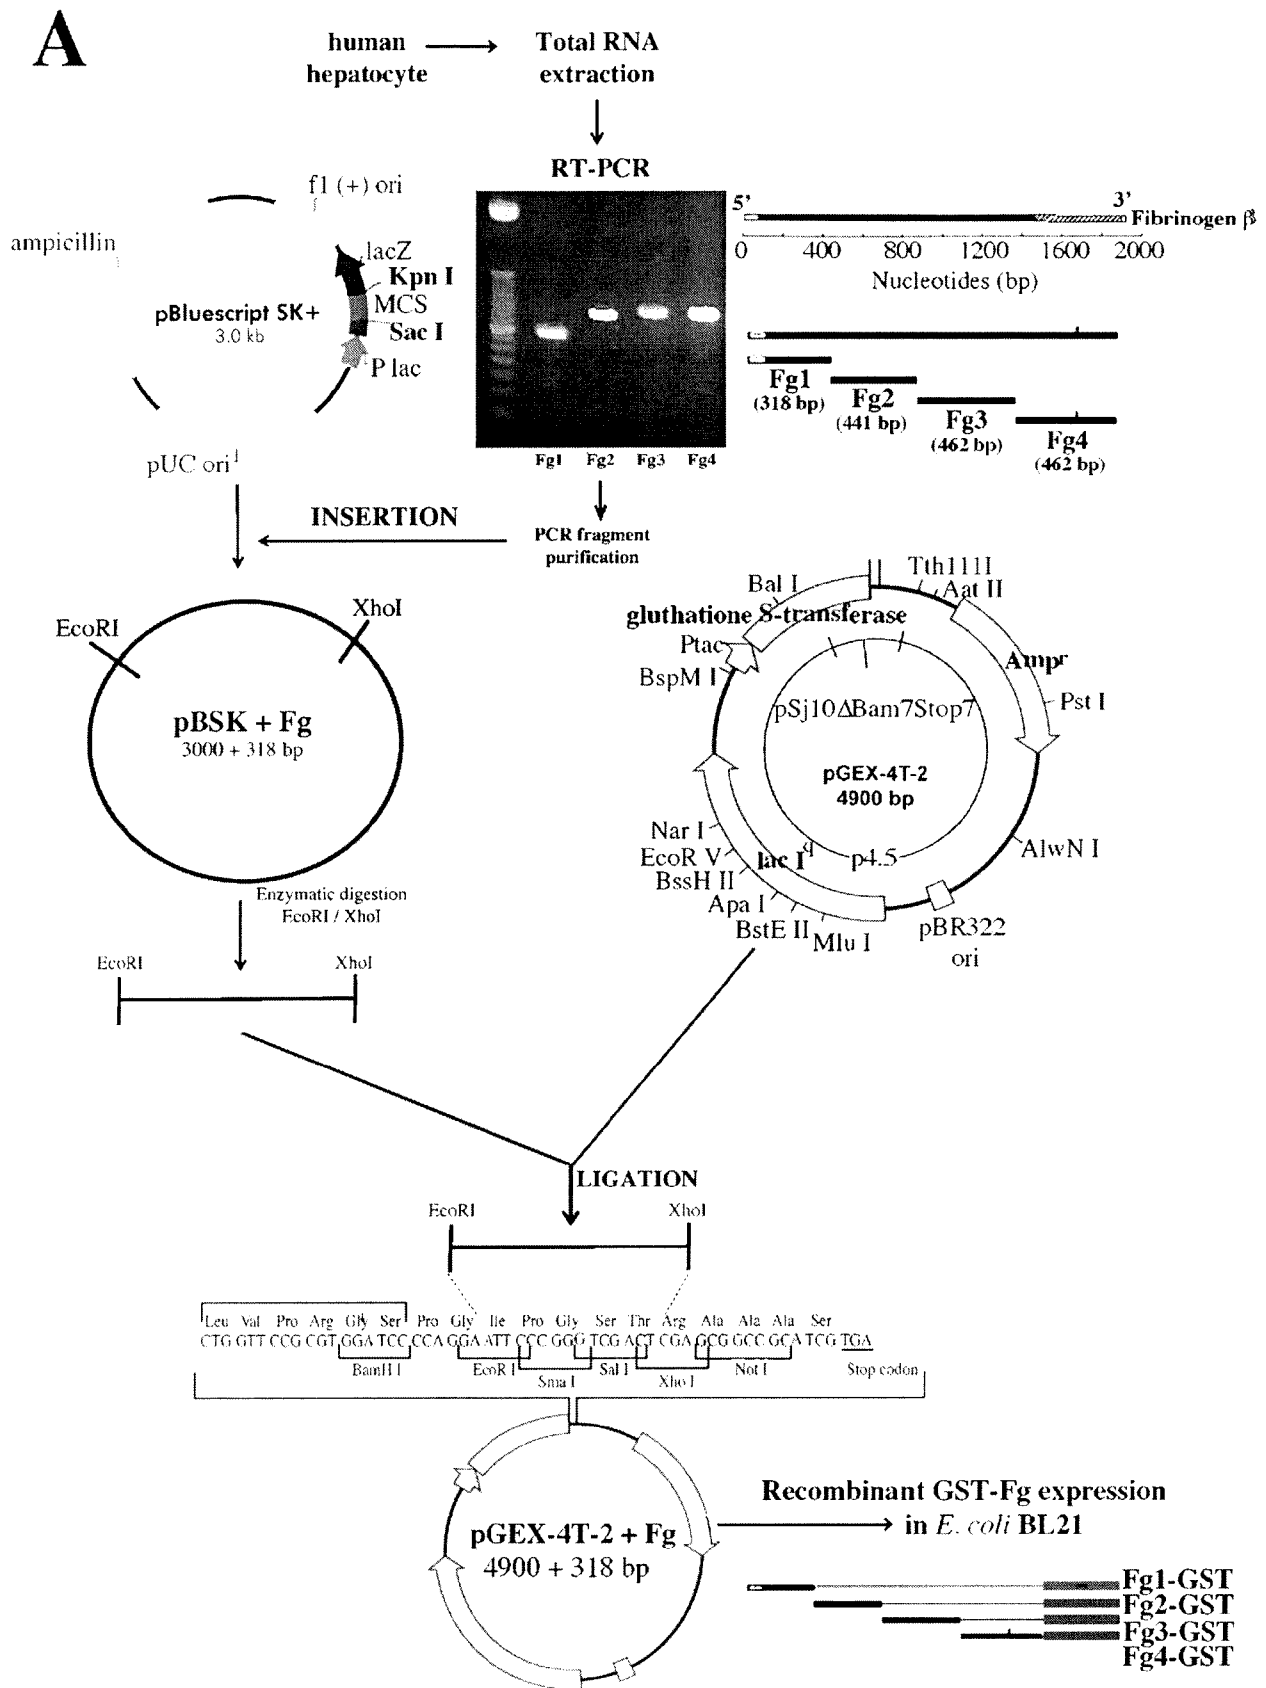 A
human
hepatocyte
Total RNA
extraction
RT-PCR
f1 (+) ori
ampicillin
lacZ
Kpn I
MCS
Sac I
P lac
pBluescript SK+
3.0 kb
pUC ori
5'
3'
Fibrinogen β
0 400 800 1200 1600 2000
Nucleotides (bp)
Fg1
(318 bp)
Fg2
(441 bp)
Fg3
(462 bp)
Fg4
(462 bp)
Fg1 Fg2 Fg3 Fg4
INSERTION
PCR fragment
purification
EcoRI
XhoI
pBSK + Fg
3000 + 318 bp
Enzymatic digestion
EcoRI / XhoI
EcoRI
XhoI
Bal I
Tth111I
Aat II
gluthatione S-transferase
Ptac
BspM I
Ampr
Pst I
pSj10ΔBam7Stop7
pGEX-4T-2
4900 bp
Nar I
EcoR V
BssH II
Apa I
BstE II
Mlu I
lac Iq
p4.5
AlwN I
pBR322
ori
LIGATION
EcoRI
XhoI
Leu Val Pro Arg Gly Ser Pro Gly Ile Pro Gly Ser Thr Arg Ala Ala Ala Ser
CTG GTT CCG CGT GGA TCC CCA GGA ATT CCC GGG TCG ACT CGA GCG GCC GCA TCG TGA
BamH I
EcoR I
Sma I
Sal I
Xho I
Not I
Stop codon
pGEX-4T-2 + Fg
4900 + 318 bp
Recombinant GST-Fg expression
in E. coli BL21
Fg1-GST
Fg2-GST
Fg3-GST
Fg4-GST